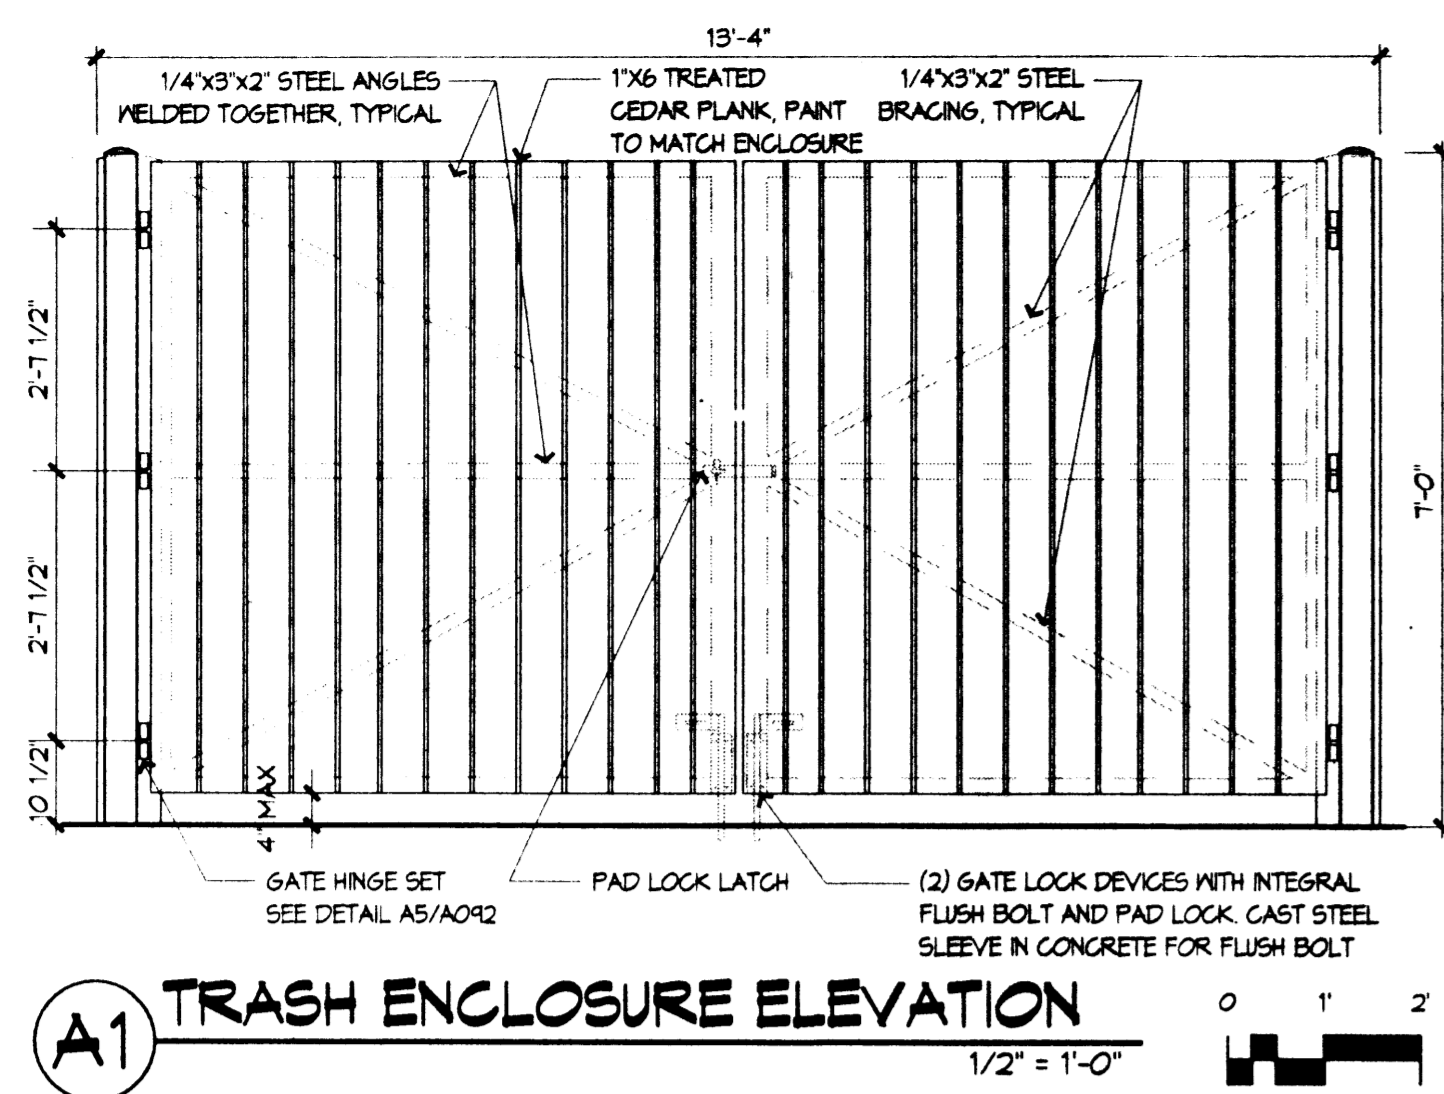 13'-4"
1/4"x3"x2" STEEL ANGLES
WELDED TOGETHER, TYPICAL
1"X6 TREATED
CEDAR PLANK, PAINT
TO MATCH ENCLOSURE
1/4"x3"x2" STEEL
BRACING, TYPICAL
2'-7 1/2"
2'-7 1/2"
10 1/2"
4" MAX
7'-0"
GATE HINGE SET
SEE DETAIL A5/A092
PAD LOCK LATCH
(2) GATE LOCK DEVICES WITH INTEGRAL
FLUSH BOLT AND PAD LOCK. CAST STEEL
SLEEVE IN CONCRETE FOR FLUSH BOLT
A1
TRASH ENCLOSURE ELEVATION
1/2" = 1'-0"
0 1' 2'